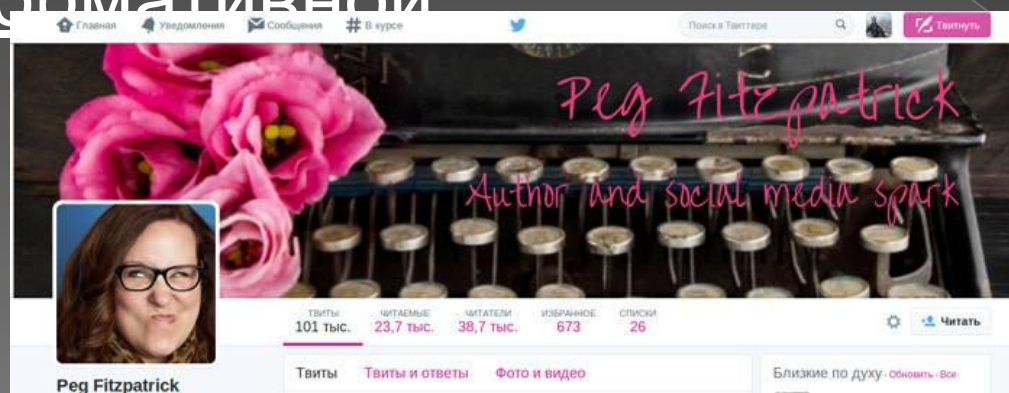 Главная Уведомления Сообщения # В курсе Поиск в Твиттере Твитнуть
Peg Fitzpatrick
Author and social media spark
ТВИТЫ ЧИТАЕМЫЕ ЧИТАТЕЛИ ИЗБРАННОЕ СПИСКИ
101 тыс. 23,7 тыс. 38,7 тыс. 673 26
Читать
Твиты Твиты и ответы Фото и видео
Близкие по духу · Обновить · Все
Peg Fitzpatrick